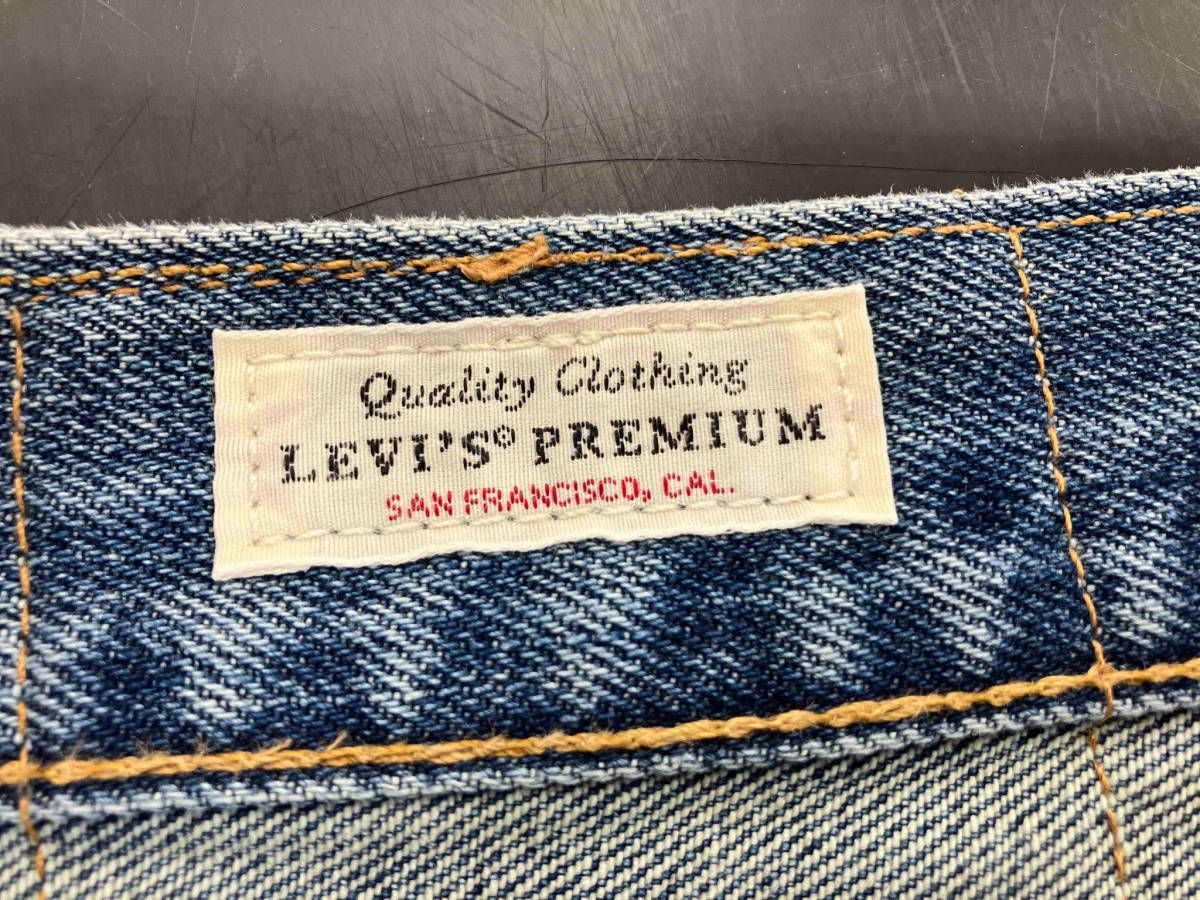 Quality Clothing
LEVI'S® PREMIUM
SAN FRANCISCO, CAL.